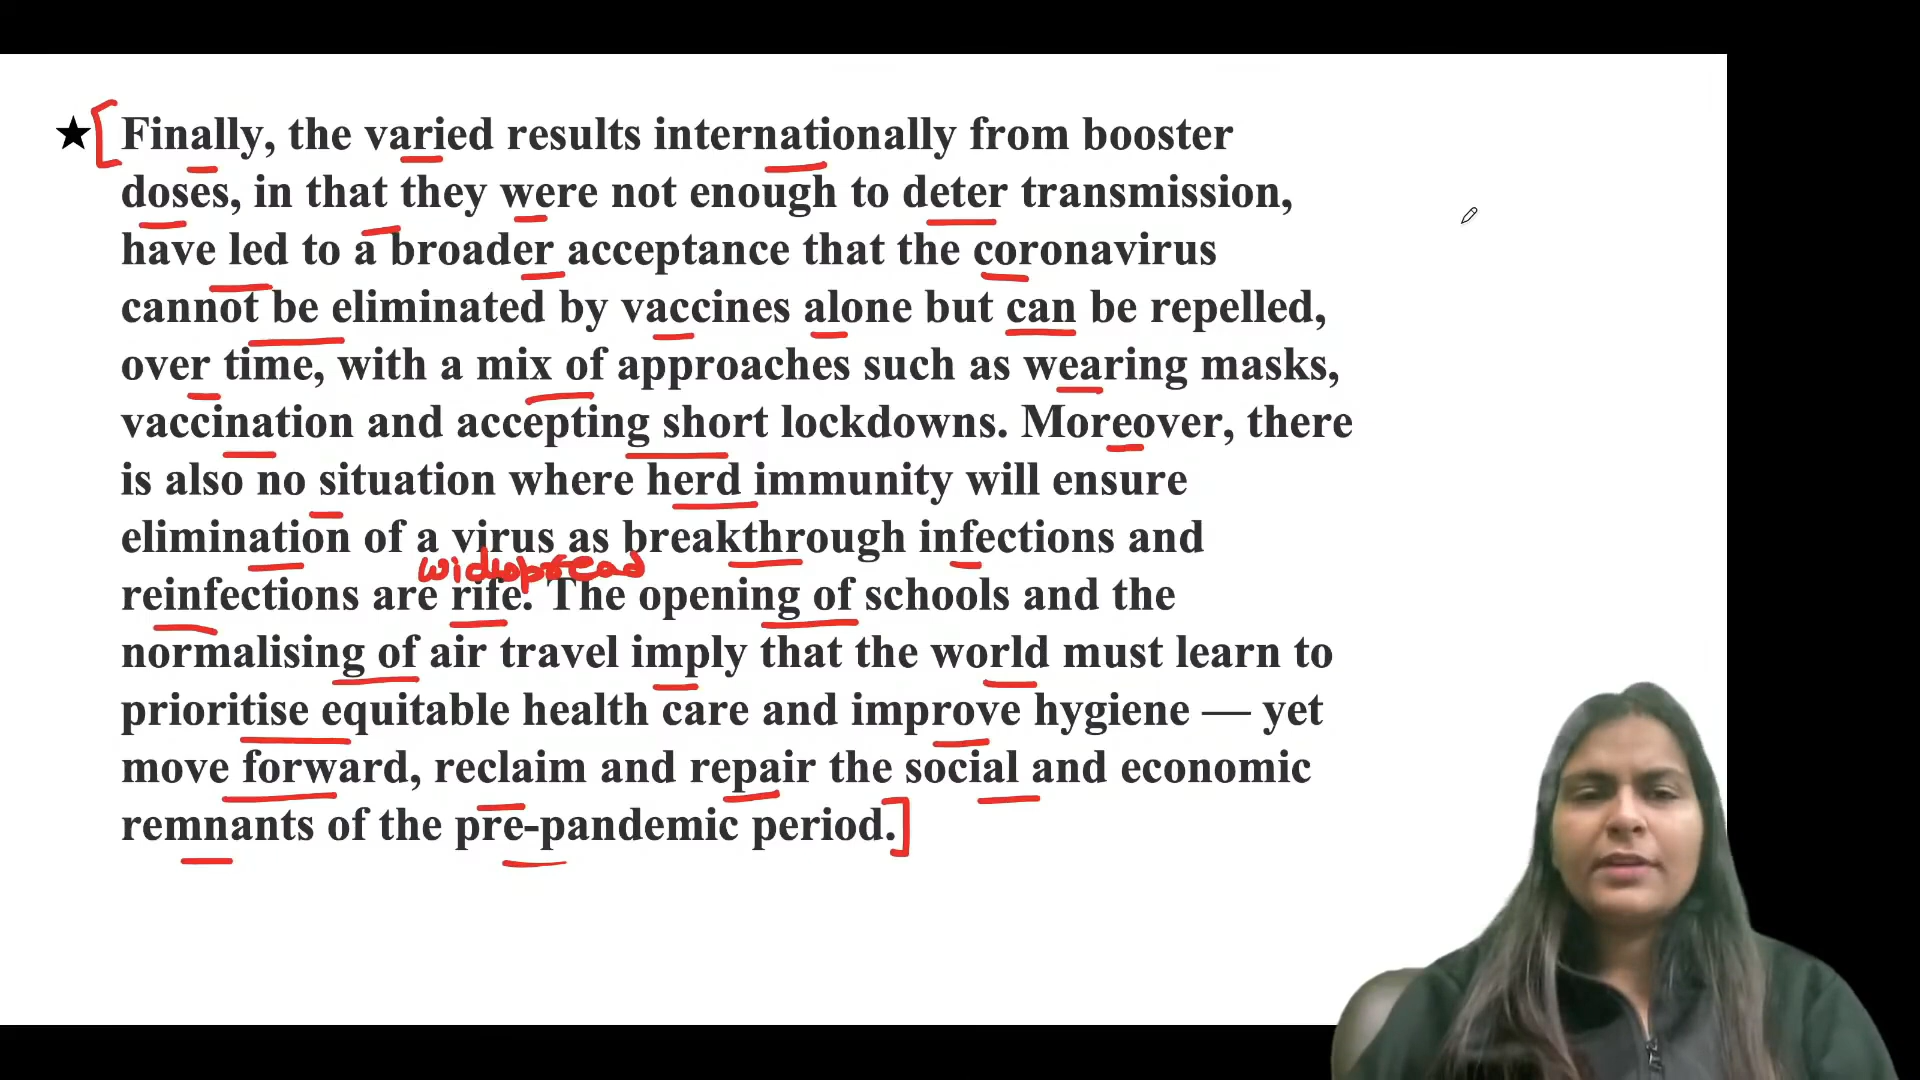 ★ Finally, the varied results internationally from booster
doses, in that they were not enough to deter transmission,
have led to a broader acceptance that the coronavirus
cannot be eliminated by vaccines alone but can be repelled,
over time, with a mix of approaches such as wearing masks,
vaccination and accepting short lockdowns. Moreover, there
is also no situation where herd immunity will ensure
elimination of a virus as breakthrough infections and
widespread
reinfections are rife. The opening of schools and the
normalising of air travel imply that the world must learn to
prioritise equitable health care and improve hygiene — yet
move forward, reclaim and repair the social and economic
remnants of the pre-pandemic period.